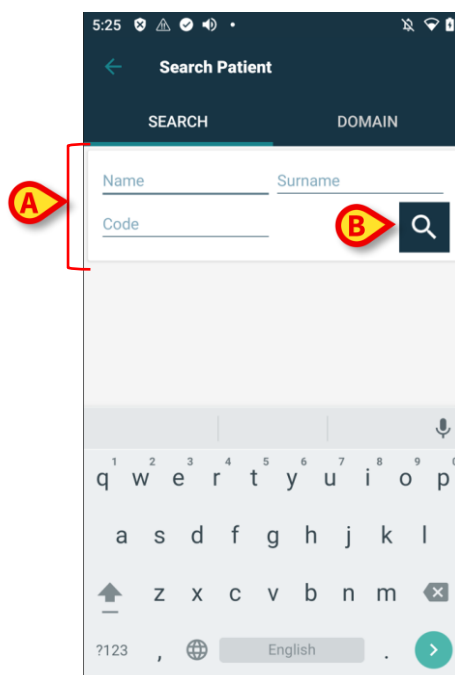 5:25
Search Patient
SEARCH DOMAIN
Name Surname
A
Code B
1 2 3 4 5 6 7 8 9 0
q w e r t y u i o p
a s d f g h j k l
z x c v b n m
?123 , English .